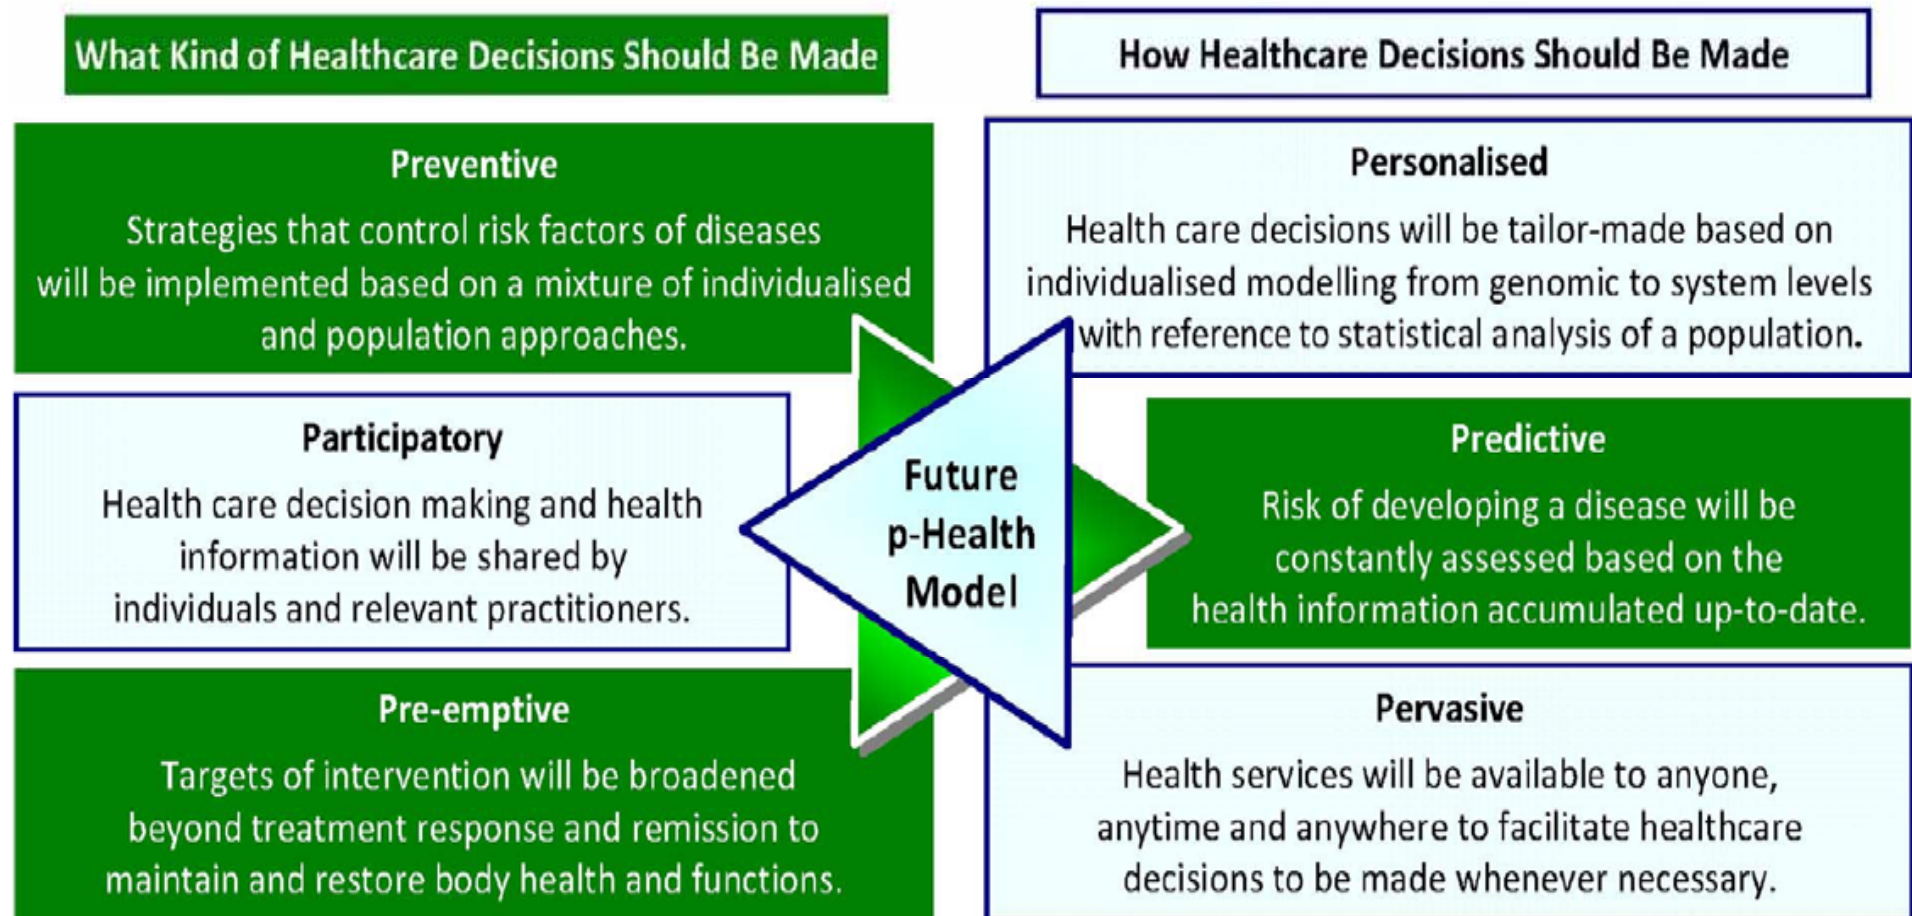 What Kind of Healthcare Decisions Should Be Made
How Healthcare Decisions Should Be Made
Preventive
Strategies that control risk factors of diseases
will be implemented based on a mixture of individualised
and population approaches.
Personalised
Health care decisions will be tailor-made based on
individualised modelling from genomic to system levels
with reference to statistical analysis of a population.
Participatory
Health care decision making and health
information will be shared by
individuals and relevant practitioners.
Future
p-Health
Model
Predictive
Risk of developing a disease will be
constantly assessed based on the
health information accumulated up-to-date.
Pre-emptive
Targets of intervention will be broadened
beyond treatment response and remission to
maintain and restore body health and functions.
Pervasive
Health services will be available to anyone,
anytime and anywhere to facilitate healthcare
decisions to be made whenever necessary.